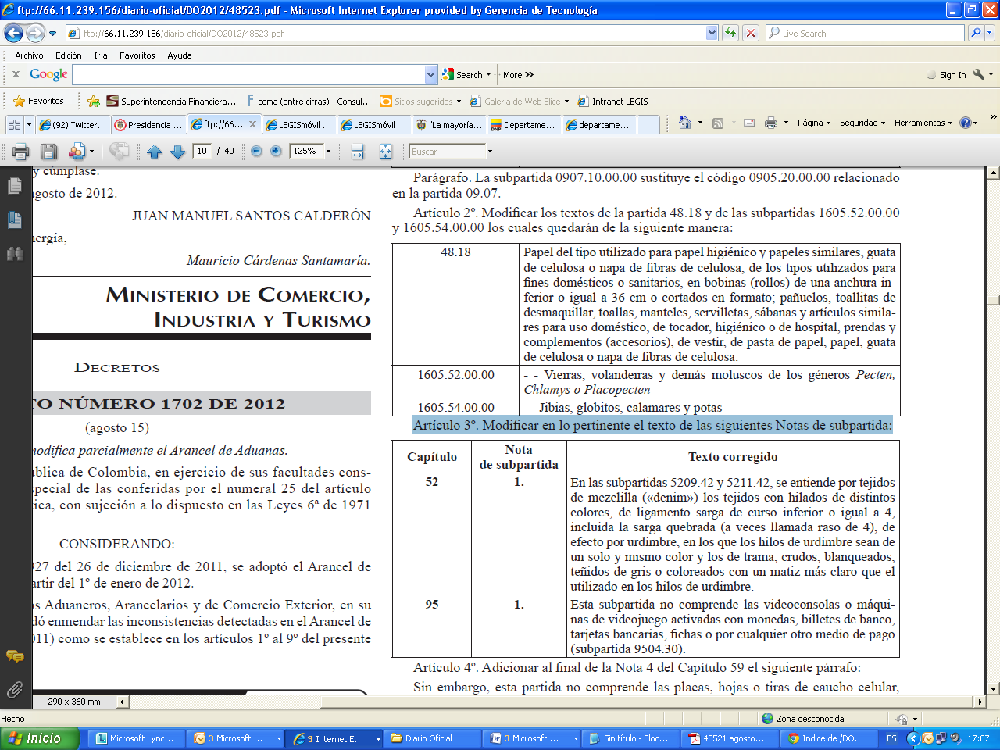 ftp://66.11.239.156/diario-oficial/DO2012/48523.pdf - Microsoft Internet Explorer provided by Gerencia de Tecnología
ftp://66.11.239.156/diario-oficial/DO2012/48523.pdf
Live Search
Archivo Edición Ir a Favoritos Ayuda
x Google Search More »
Sign In
Favoritos Superintendencia Financiera... coma (entre cifras) - Consul... Sitios sugeridos Galería de Web Slice Intranet LEGIS
(92) Twitter... Presidencia ... ftp://66.... LEGISmóvil ... LEGISmóvil "La mayoría... Departame... departame...
Página Seguridad Herramientas
10 / 40 125% Buscar
y cúmplase.
agosto de 2012.
JUAN MANUEL SANTOS CALDERÓN
nergía,
Mauricio Cárdenas Santamaría.
MINISTERIO DE COMERCIO,
INDUSTRIA Y TURISMO
DECRETOS
TO NÚMERO 1702 DE 2012
(agosto 15)
modifica parcialmente el Arancel de Aduanas.
ública de Colombia, en ejercicio de sus facultades cons-
special de las conferidas por el numeral 25 del artículo
ica, con sujeción a lo dispuesto en las Leyes 6ª de 1971
CONSIDERANDO:
927 del 26 de diciembre de 2011, se adoptó el Arancel de
artir del 1º de enero de 2012.
os Aduaneros, Arancelarios y de Comercio Exterior, en su
dó enmendar las inconsistencias detectadas en el Arancel de
011) como se establece en los artículos 1º al 9º del presente
Parágrafo. La subpartida 0907.10.00.00 sustituye el código 0905.20.00.00 relacionado
en la partida 09.07.
Artículo 2º. Modificar los textos de la partida 48.18 y de las subpartidas 1605.52.00.00
y 1605.54.00.00 los cuales quedarán de la siguiente manera:
48.18
Papel del tipo utilizado para papel higiénico y papeles similares, guata
de celulosa o napa de fibras de celulosa, de los tipos utilizados para
fines domésticos o sanitarios, en bobinas (rollos) de una anchura in-
ferior o igual a 36 cm o cortados en formato; pañuelos, toallitas de
desmaquillar, toallas, manteles, servilletas, sábanas y artículos simila-
res para uso doméstico, de tocador, higiénico o de hospital, prendas y
complementos (accesorios), de vestir, de pasta de papel, papel, guata
de celulosa o napa de fibras de celulosa.
1605.52.00.00
- - Vieiras, volandeiras y demás moluscos de los géneros Pecten,
Chlamys o Placopecten
1605.54.00.00
- - Jibias, globitos, calamares y potas
Artículo 3º. Modificar en lo pertinente el texto de las siguientes Notas de subpartida:
Capítulo
Nota
de subpartida
Texto corregido
52
1.
En las subpartidas 5209.42 y 5211.42, se entiende por tejidos
de mezclilla («denim») los tejidos con hilados de distintos
colores, de ligamento sarga de curso inferior o igual a 4,
incluida la sarga quebrada (a veces llamada raso de 4), de
efecto por urdimbre, en los que los hilos de urdimbre sean de
un solo y mismo color y los de trama, crudos, blanqueados,
teñidos de gris o coloreados con un matiz más claro que el
utilizado en los hilos de urdimbre.
95
1.
Esta subpartida no comprende las videoconsolas o máqui-
nas de videojuego activadas con monedas, billetes de banco,
tarjetas bancarias, fichas o por cualquier otro medio de pago
(subpartida 9504.30).
Artículo 4º. Adicionar al final de la Nota 4 del Capítulo 59 el siguiente párrafo:
Sin embargo, esta partida no comprende las placas, hojas o tiras de caucho celular,
290 x 360 mm
Hecho
Zona desconocida
Inicio Microsoft Lync... 3 Microsoft ... 3 Internet E... Diario Oficial 3 Microsoft ... Sin título - Bloc... 48521 agosto... Índice de /DO... ES 17:07